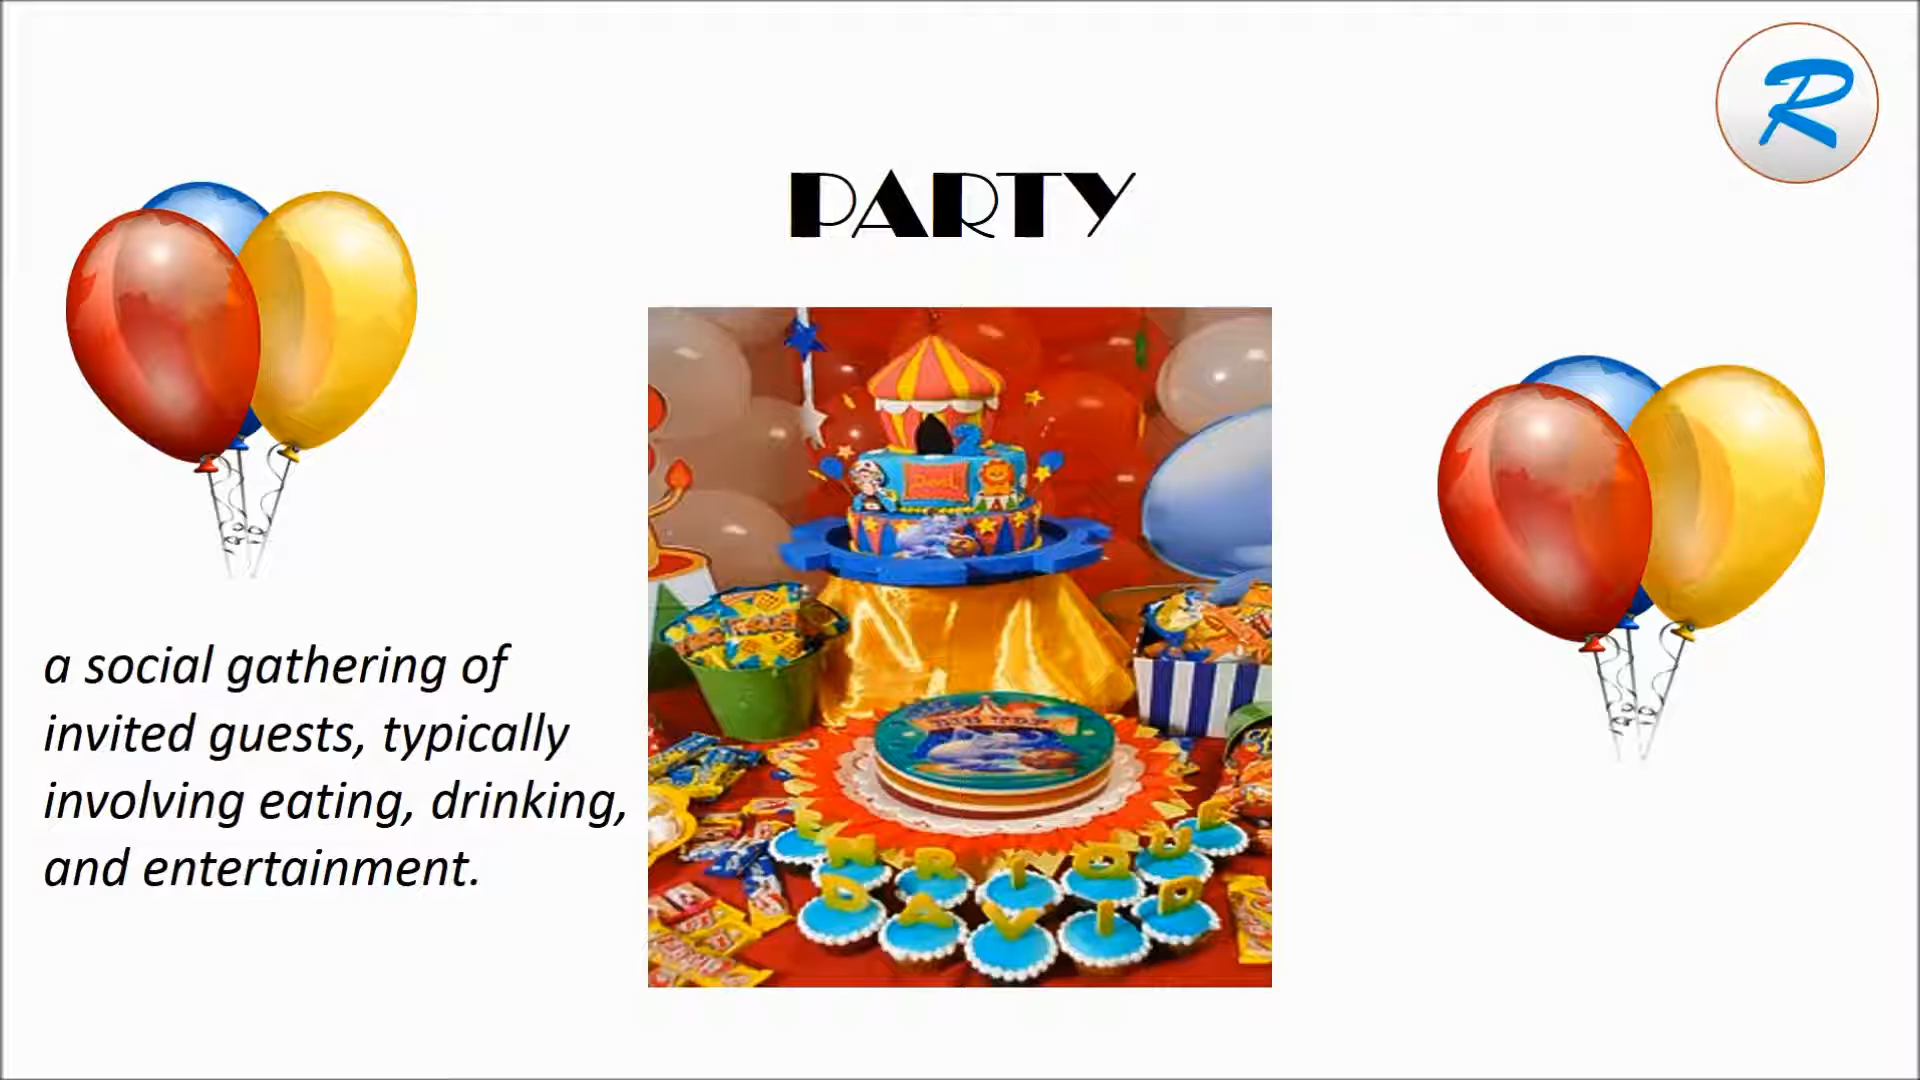 R
PARTY
a social gathering of
invited guests, typically
involving eating, drinking,
and entertainment.
ENRIQUE
DAVID